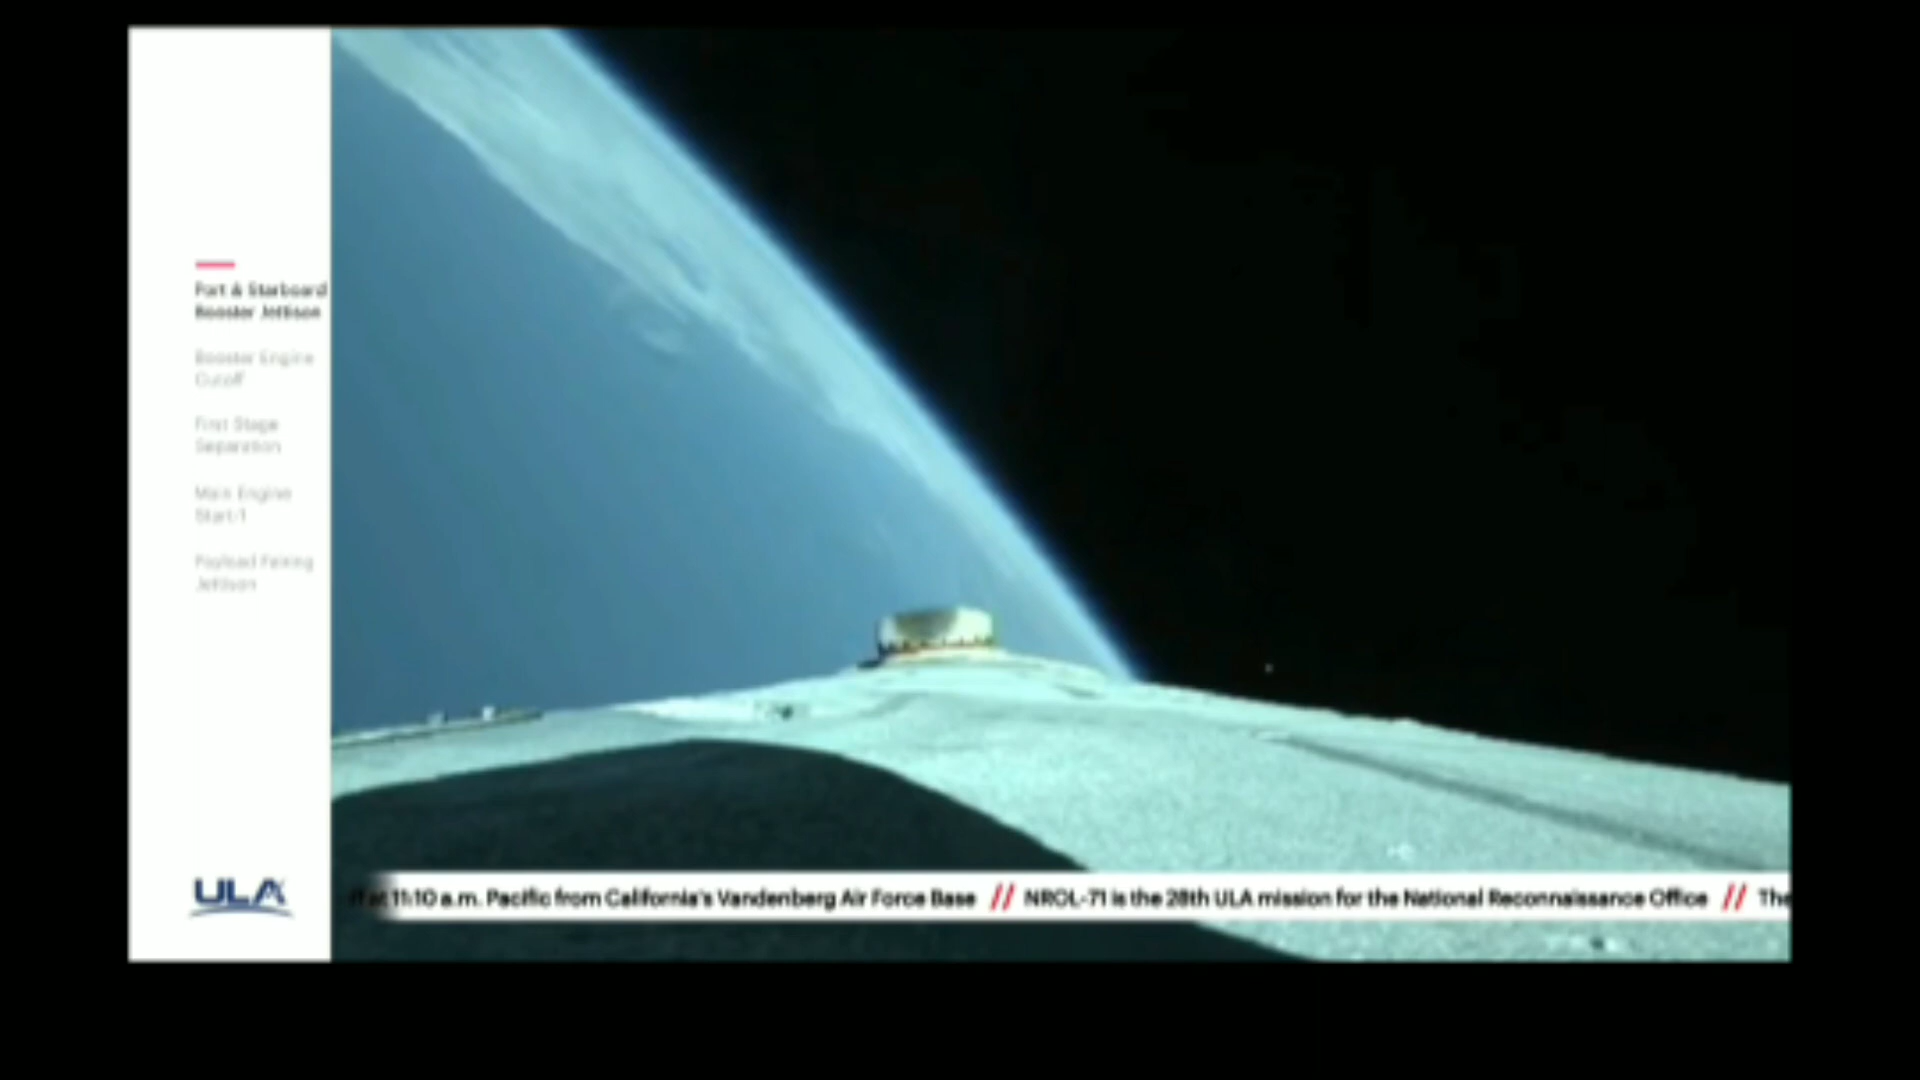 Port & Starboard
Booster Jettison
Booster Engine
Cutoff
First Stage
Separation
Main Engine
Start-1
Payload Fairing
Jettison
ULA
at 11:10 a.m. Pacific from California's Vandenberg Air Force Base // NROL-71 is the 28th ULA mission for the National Reconnaissance Office // The